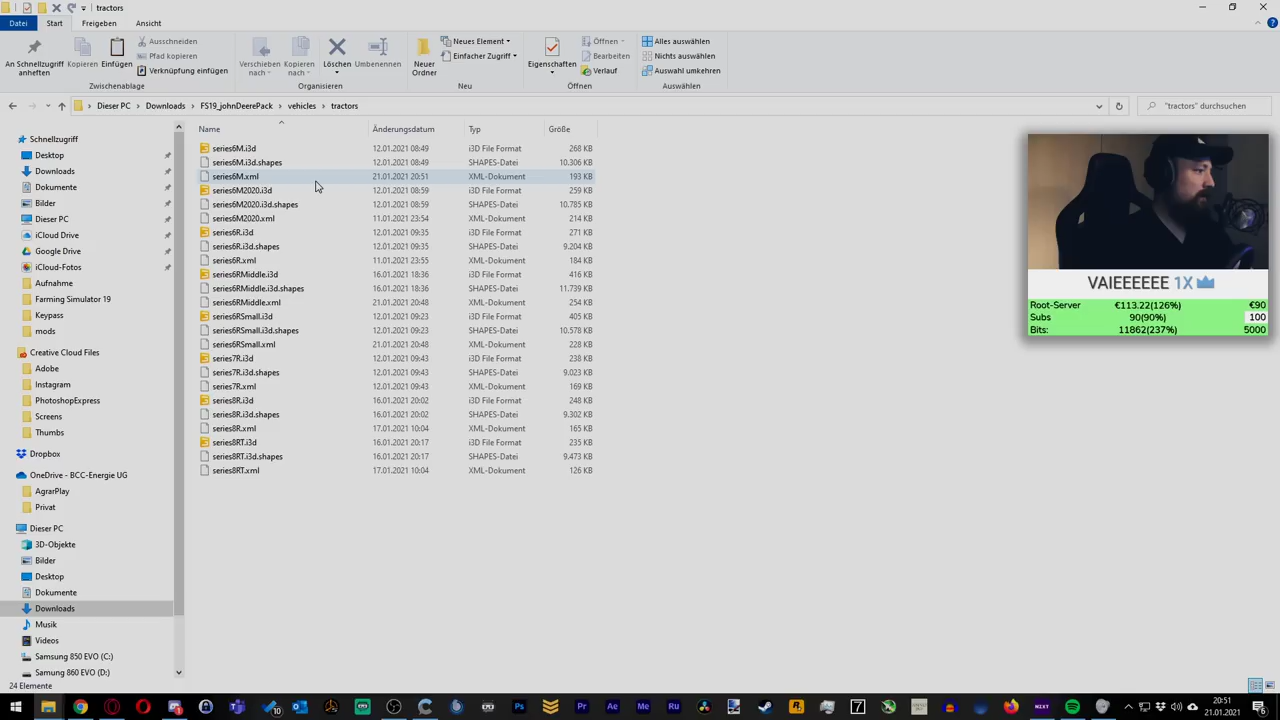 tractors
Datei
Start
Freigeben
Ansicht
An Schnellzugriff anheften
Kopieren
Einfügen
Ausschneiden
Pfad kopieren
Verknüpfung einfügen
Zwischenablage
Verschieben nach
Kopieren nach
Löschen
Umbenennen
Organisieren
Neuer Ordner
Neues Element
Einfacher Zugriff
Neu
Eigenschaften
Öffnen
Bearbeiten
Verlauf
Öffnen
Alles auswählen
Nichts auswählen
Auswahl umkehren
Auswählen
Dieser PC > Downloads > FS19_johnDeerePack > vehicles > tractors
"tractors" durchsuchen
Schnellzugriff
Desktop
Downloads
Dokumente
Bilder
Dieser PC
iCloud Drive
Google Drive
iCloud-Fotos
Aufnahme
Farming Simulator 19
Keypass
mods
Creative Cloud Files
Adobe
Instagram
PhotoshopExpress
Screens
Thumbs
Dropbox
OneDrive - BCC-Energie UG
AgrarPlay
Privat
Dieser PC
3D-Objekte
Bilder
Desktop
Dokumente
Downloads
Musik
Videos
Samsung 850 EVO (C:)
Samung 860 EVO (D:)
24 Elemente
Name Änderungsdatum Typ Größe
series6M.i3d 12.01.2021 08:49 i3D File Format 268 KB
series6M.i3d.shapes 12.01.2021 08:49 SHAPES-Datei 10.306 KB
series6M.xml 21.01.2021 20:51 XML-Dokument 193 KB
series6M2020.i3d 12.01.2021 08:59 i3D File Format 259 KB
series6M2020.i3d.shapes 12.01.2021 08:59 SHAPES-Datei 10.785 KB
series6M2020.xml 11.01.2021 23:54 XML-Dokument 214 KB
series6R.i3d 12.01.2021 09:35 i3D File Format 271 KB
series6R.i3d.shapes 12.01.2021 09:35 SHAPES-Datei 9.204 KB
series6R.xml 11.01.2021 23:55 XML-Dokument 184 KB
series6RMiddle.i3d 16.01.2021 18:36 i3D File Format 416 KB
series6RMiddle.i3d.shapes 16.01.2021 18:36 SHAPES-Datei 11.739 KB
series6RMiddle.xml 21.01.2021 20:48 XML-Dokument 254 KB
series6RSmall.i3d 12.01.2021 09:23 i3D File Format 405 KB
series6RSmall.i3d.shapes 12.01.2021 09:23 SHAPES-Datei 10.578 KB
series6RSmall.xml 21.01.2021 20:48 XML-Dokument 228 KB
series7R.i3d 12.01.2021 09:43 i3D File Format 238 KB
series7R.i3d.shapes 12.01.2021 09:43 SHAPES-Datei 9.023 KB
series7R.xml 12.01.2021 09:43 XML-Dokument 169 KB
series8R.i3d 16.01.2021 20:02 i3D File Format 248 KB
series8R.i3d.shapes 16.01.2021 20:02 SHAPES-Datei 9.302 KB
series8R.xml 17.01.2021 10:04 XML-Dokument 165 KB
series8RT.i3d 16.01.2021 20:17 i3D File Format 235 KB
series8RT.i3d.shapes 16.01.2021 20:17 SHAPES-Datei 9.473 KB
series8RT.xml 17.01.2021 10:04 XML-Dokument 126 KB
VAIEEEEEE 1X
Root-Server €113.22(126%) €90
Subs 90(90%) 100
Bits: 11862(237%) 5000
Ps
Pr
Ae
Me
Ru
7
NEXT
20:51
21.01.2021